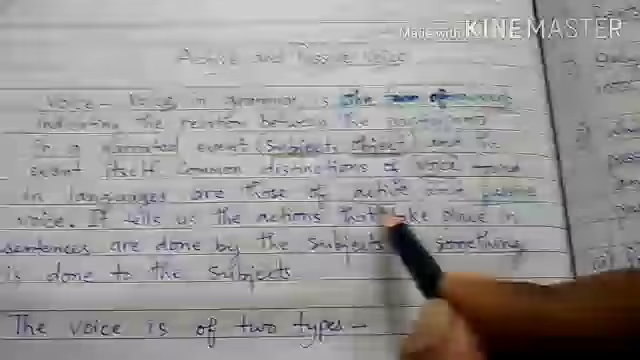 Made with KINEMASTER
Active and Passive Voice
Voice - Voice in grammar is the
indicating the relation between the participants
in a narrated event (Subjects, object) and the
event itself. Common distinctions of voice found
in languages are those of active and passive
voice. It tells us the actions that take place in
sentences are done by the Subjects something
is done to the Subjects
The voice is of two types -